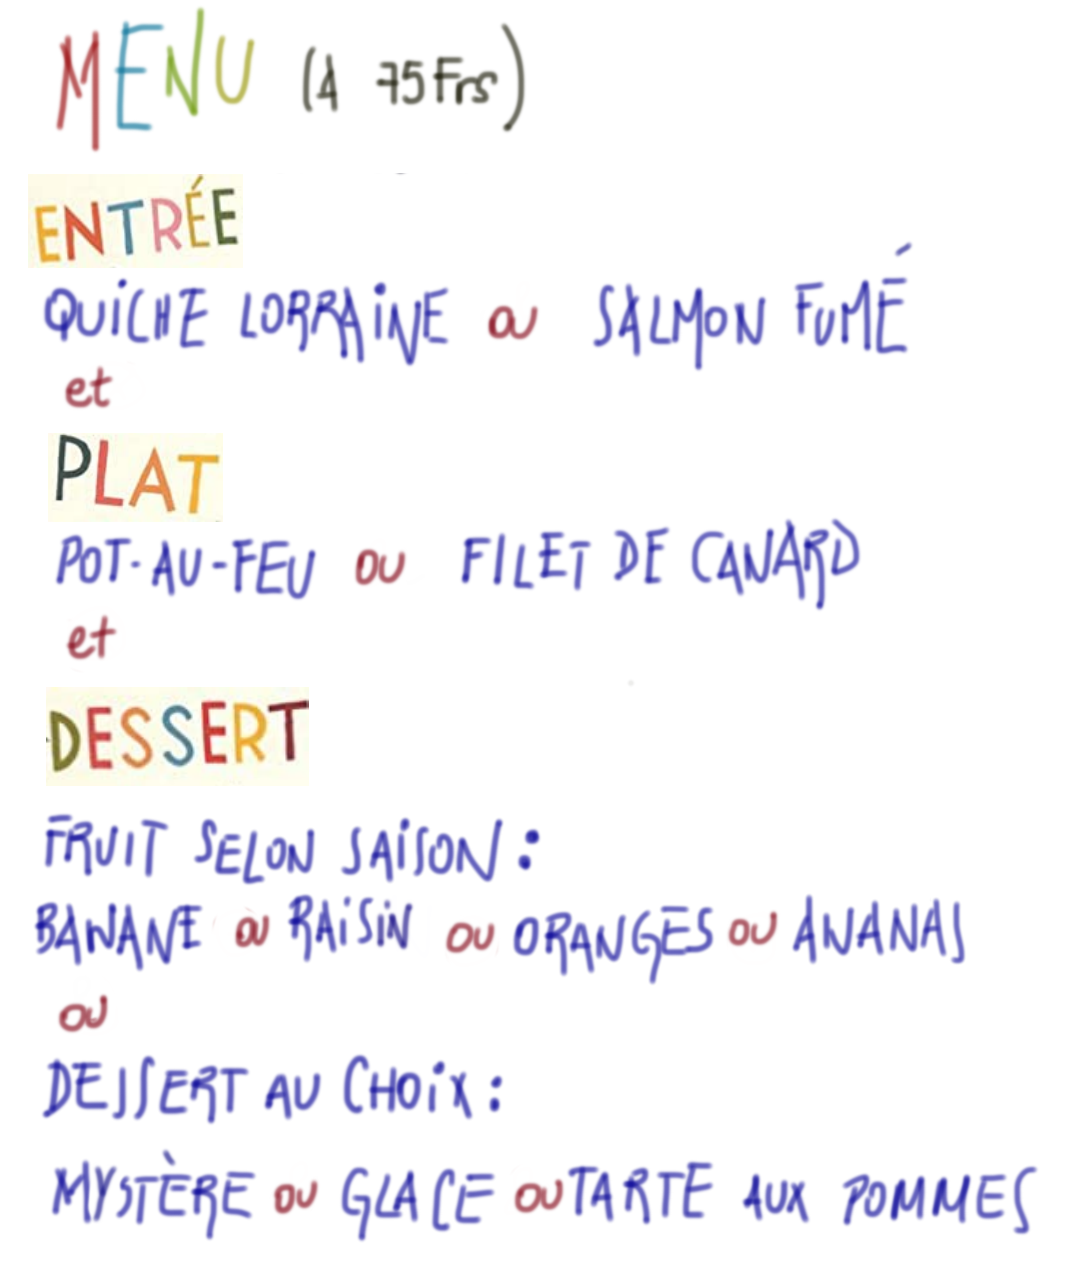 MENU (A 75 Frs)
ENTRÉE
QUICHE LORRAINE ou SALMON FUMÉ
et
PLAT
POT-AU-FEU OU FILET DE CANARD
et
DESSERT
FRUIT SELON SAISON :
BANANE OU RAISIN OU ORANGES OU ANANAS
OU
DESSERT AU CHOIX :
MYSTÈRE OU GLACE OU TARTE AUX POMMES